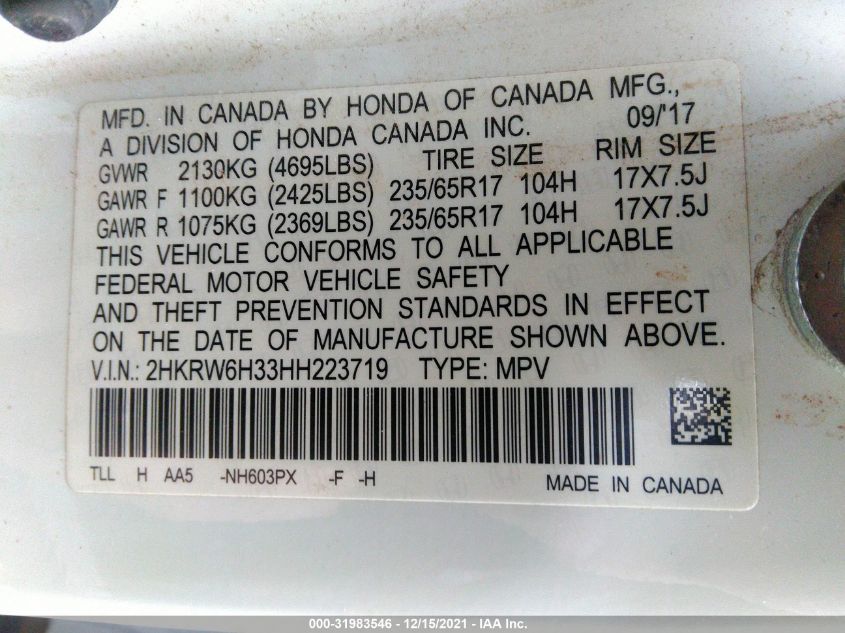 MFD. IN CANADA BY HONDA OF CANADA MFG.,
A DIVISION OF HONDA CANADA INC. 09/'17
GVWR 2130KG (4695LBS) TIRE SIZE RIM SIZE
GAWR F 1100KG (2425LBS) 235/65R17 104H 17X7.5J
GAWR R 1075KG (2369LBS) 235/65R17 104H 17X7.5J
THIS VEHICLE CONFORMS TO ALL APPLICABLE
FEDERAL MOTOR VEHICLE SAFETY
AND THEFT PREVENTION STANDARDS IN EFFECT
ON THE DATE OF MANUFACTURE SHOWN ABOVE.
V.I.N.: 2HKRW6H33HH223719 TYPE: MPV
TLL H AA5 -NH603PX -F -H MADE IN CANADA
000-31983546 - 12/15/2021 - IAA Inc.